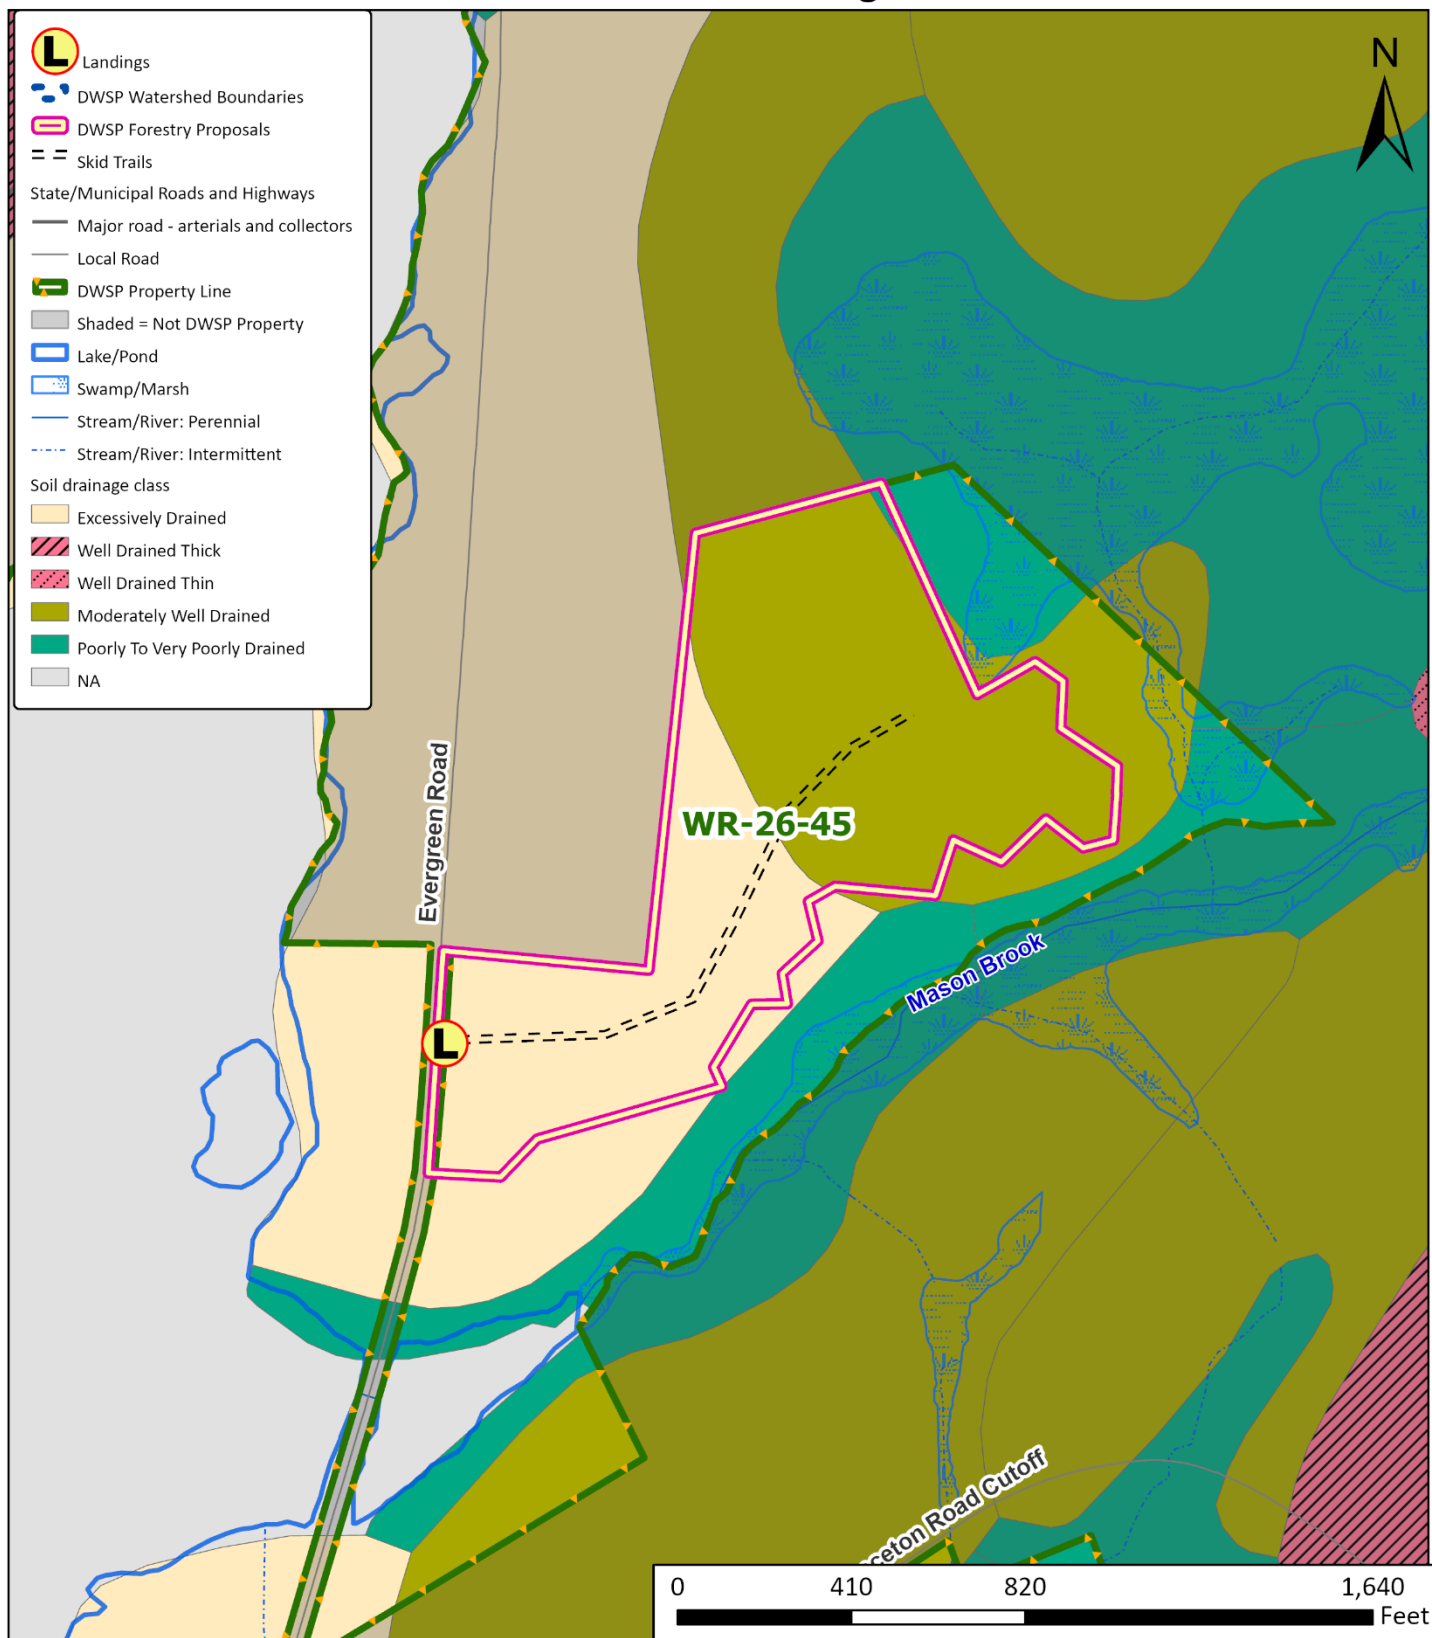 N
L Landings
DWSP Watershed Boundaries
DWSP Forestry Proposals
Skid Trails
State/Municipal Roads and Highways
Major road - arterials and collectors
Local Road
DWSP Property Line
Shaded = Not DWSP Property
Lake/Pond
Swamp/Marsh
Stream/River: Perennial
Stream/River: Intermittent
Soil drainage class
Excessively Drained
Well Drained Thick
Well Drained Thin
Moderately Well Drained
Poorly To Very Poorly Drained
NA
Evergreen Road
WR-26-45
Mason Brook
L
ceton Road Cutoff
0 410 820 1,640
Feet